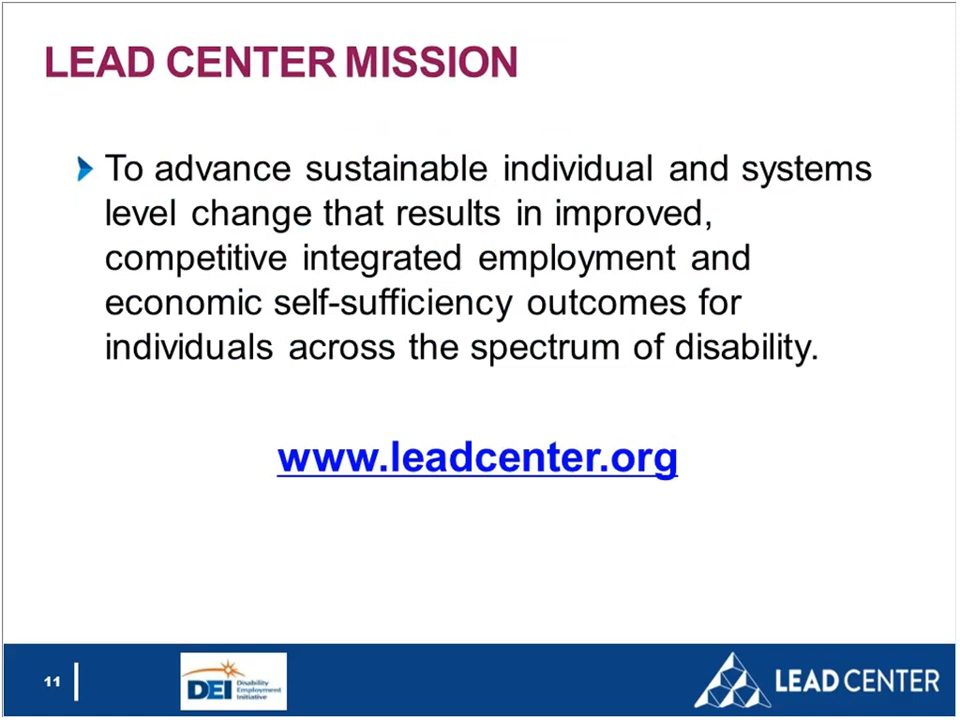 LEAD CENTER MISSION
To advance sustainable individual and systems
level change that results in improved,
competitive integrated employment and
economic self-sufficiency outcomes for
individuals across the spectrum of disability.
www.leadcenter.org
11
DEI Disability
Employment
Initiative
LEAD CENTER